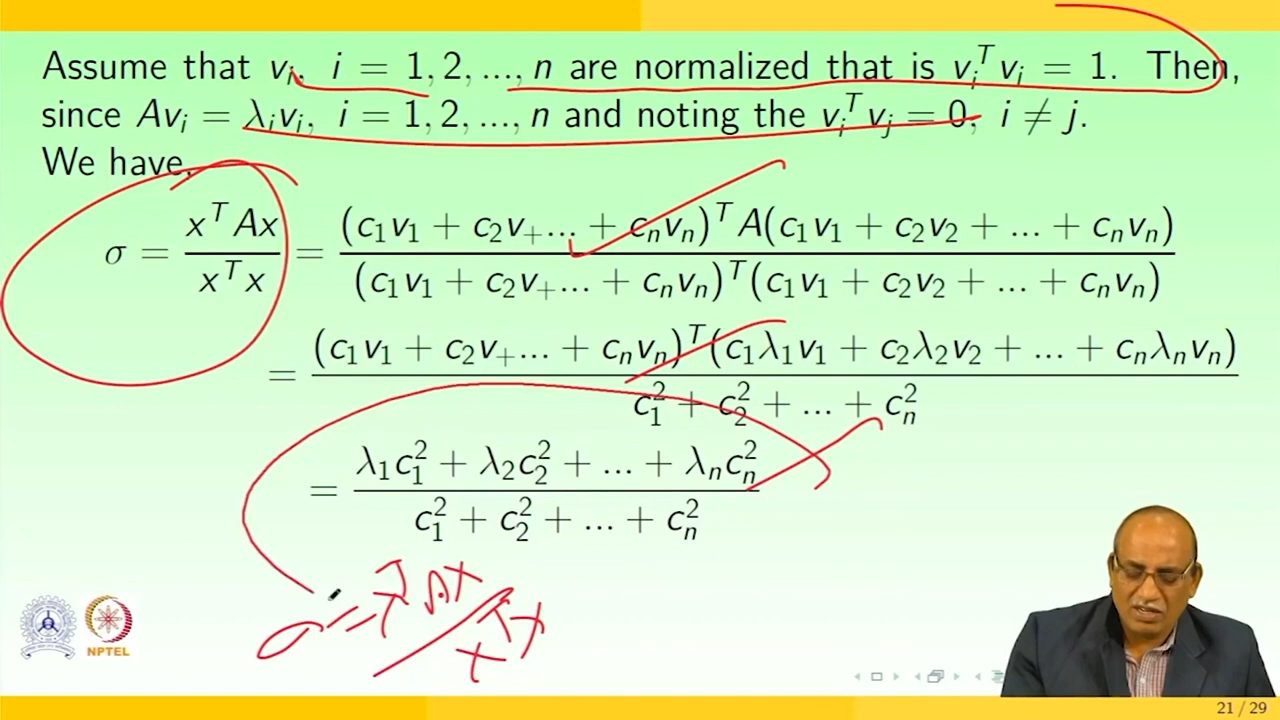 Assume that vᵢ, i = 1, 2, ..., n are normalized that is vᵢᵀvᵢ = 1. Then,
since Avᵢ = λᵢvᵢ, i = 1, 2, ..., n and noting the vᵢᵀvⱼ = 0, i ≠ j.
We have,
σ = xᵀAx / xᵀx = (c₁v₁ + c₂v₊... + cₙvₙ)ᵀA(c₁v₁ + c₂v₂ + ... + cₙvₙ) / (c₁v₁ + c₂v₊... + cₙvₙ)ᵀ(c₁v₁ + c₂v₂ + ... + cₙvₙ)
= (c₁v₁ + c₂v₊... + cₙvₙ)ᵀ(c₁λ₁v₁ + c₂λ₂v₂ + ... + cₙλₙvₙ) / c₁² + c₂² + ... + cₙ²
= λ₁c₁² + λ₂c₂² + ... + λₙcₙ² / c₁² + c₂² + ... + cₙ²
σ = xᵀAx / xᵀx
NPTEL
21 / 29